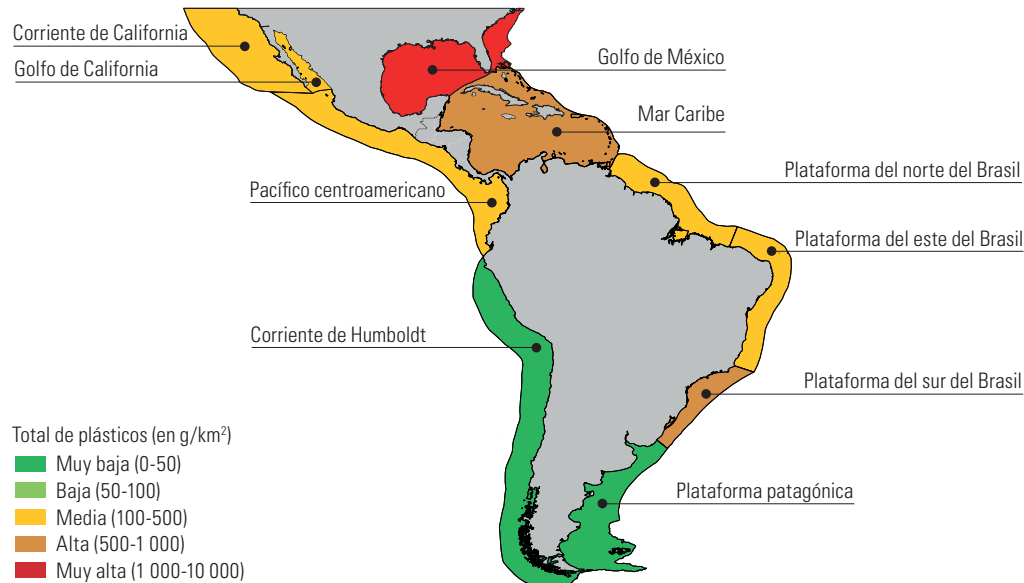 Corriente de California
Golfo de California
Golfo de México
Mar Caribe
Plataforma del norte del Brasil
Pacífico centroamericano
Plataforma del este del Brasil
Corriente de Humboldt
Plataforma del sur del Brasil
Total de plásticos (en g/km²)
Muy baja (0-50)
Baja (50-100)
Media (100-500)
Alta (500-1 000)
Muy alta (1 000-10 000)
Plataforma patagónica